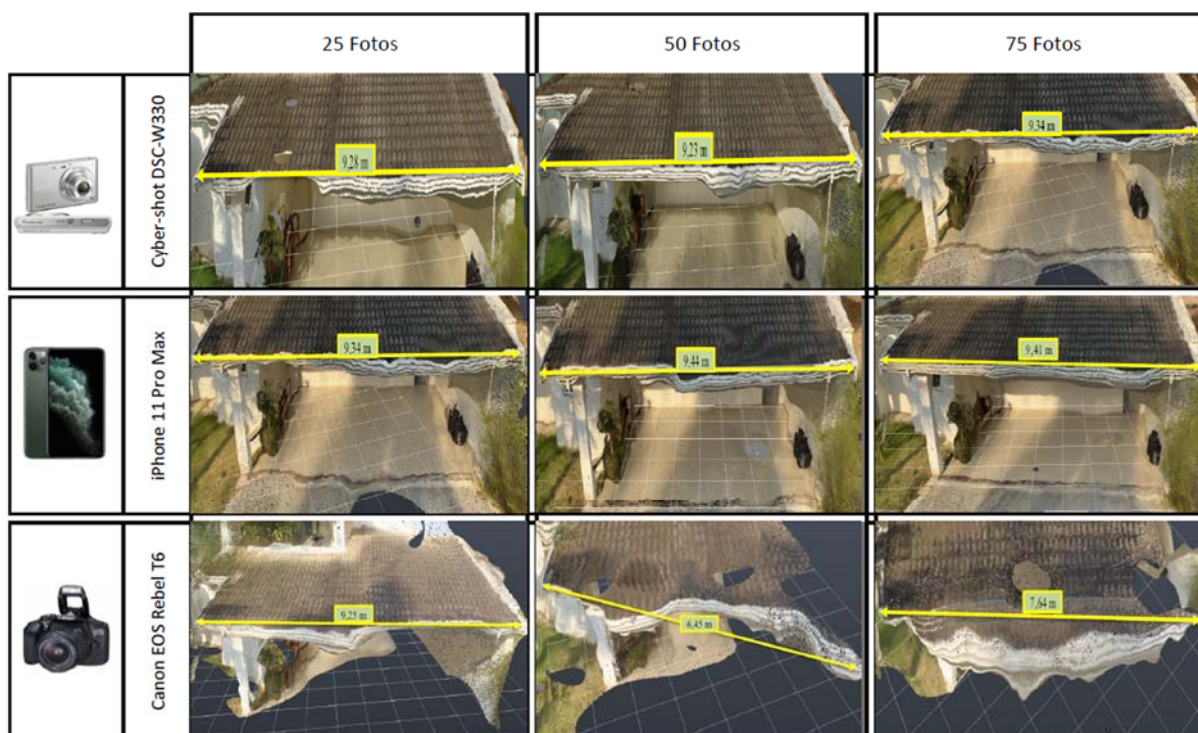 25 Fotos
50 Fotos
75 Fotos
Cyber-shot DSC-W330
9,28 m
9,23 m
9,34 m
iPhone 11 Pro Max
9,34 m
9,44 m
9,41 m
Canon EOS Rebel T6
9,25 m
6,45 m
7,64 m